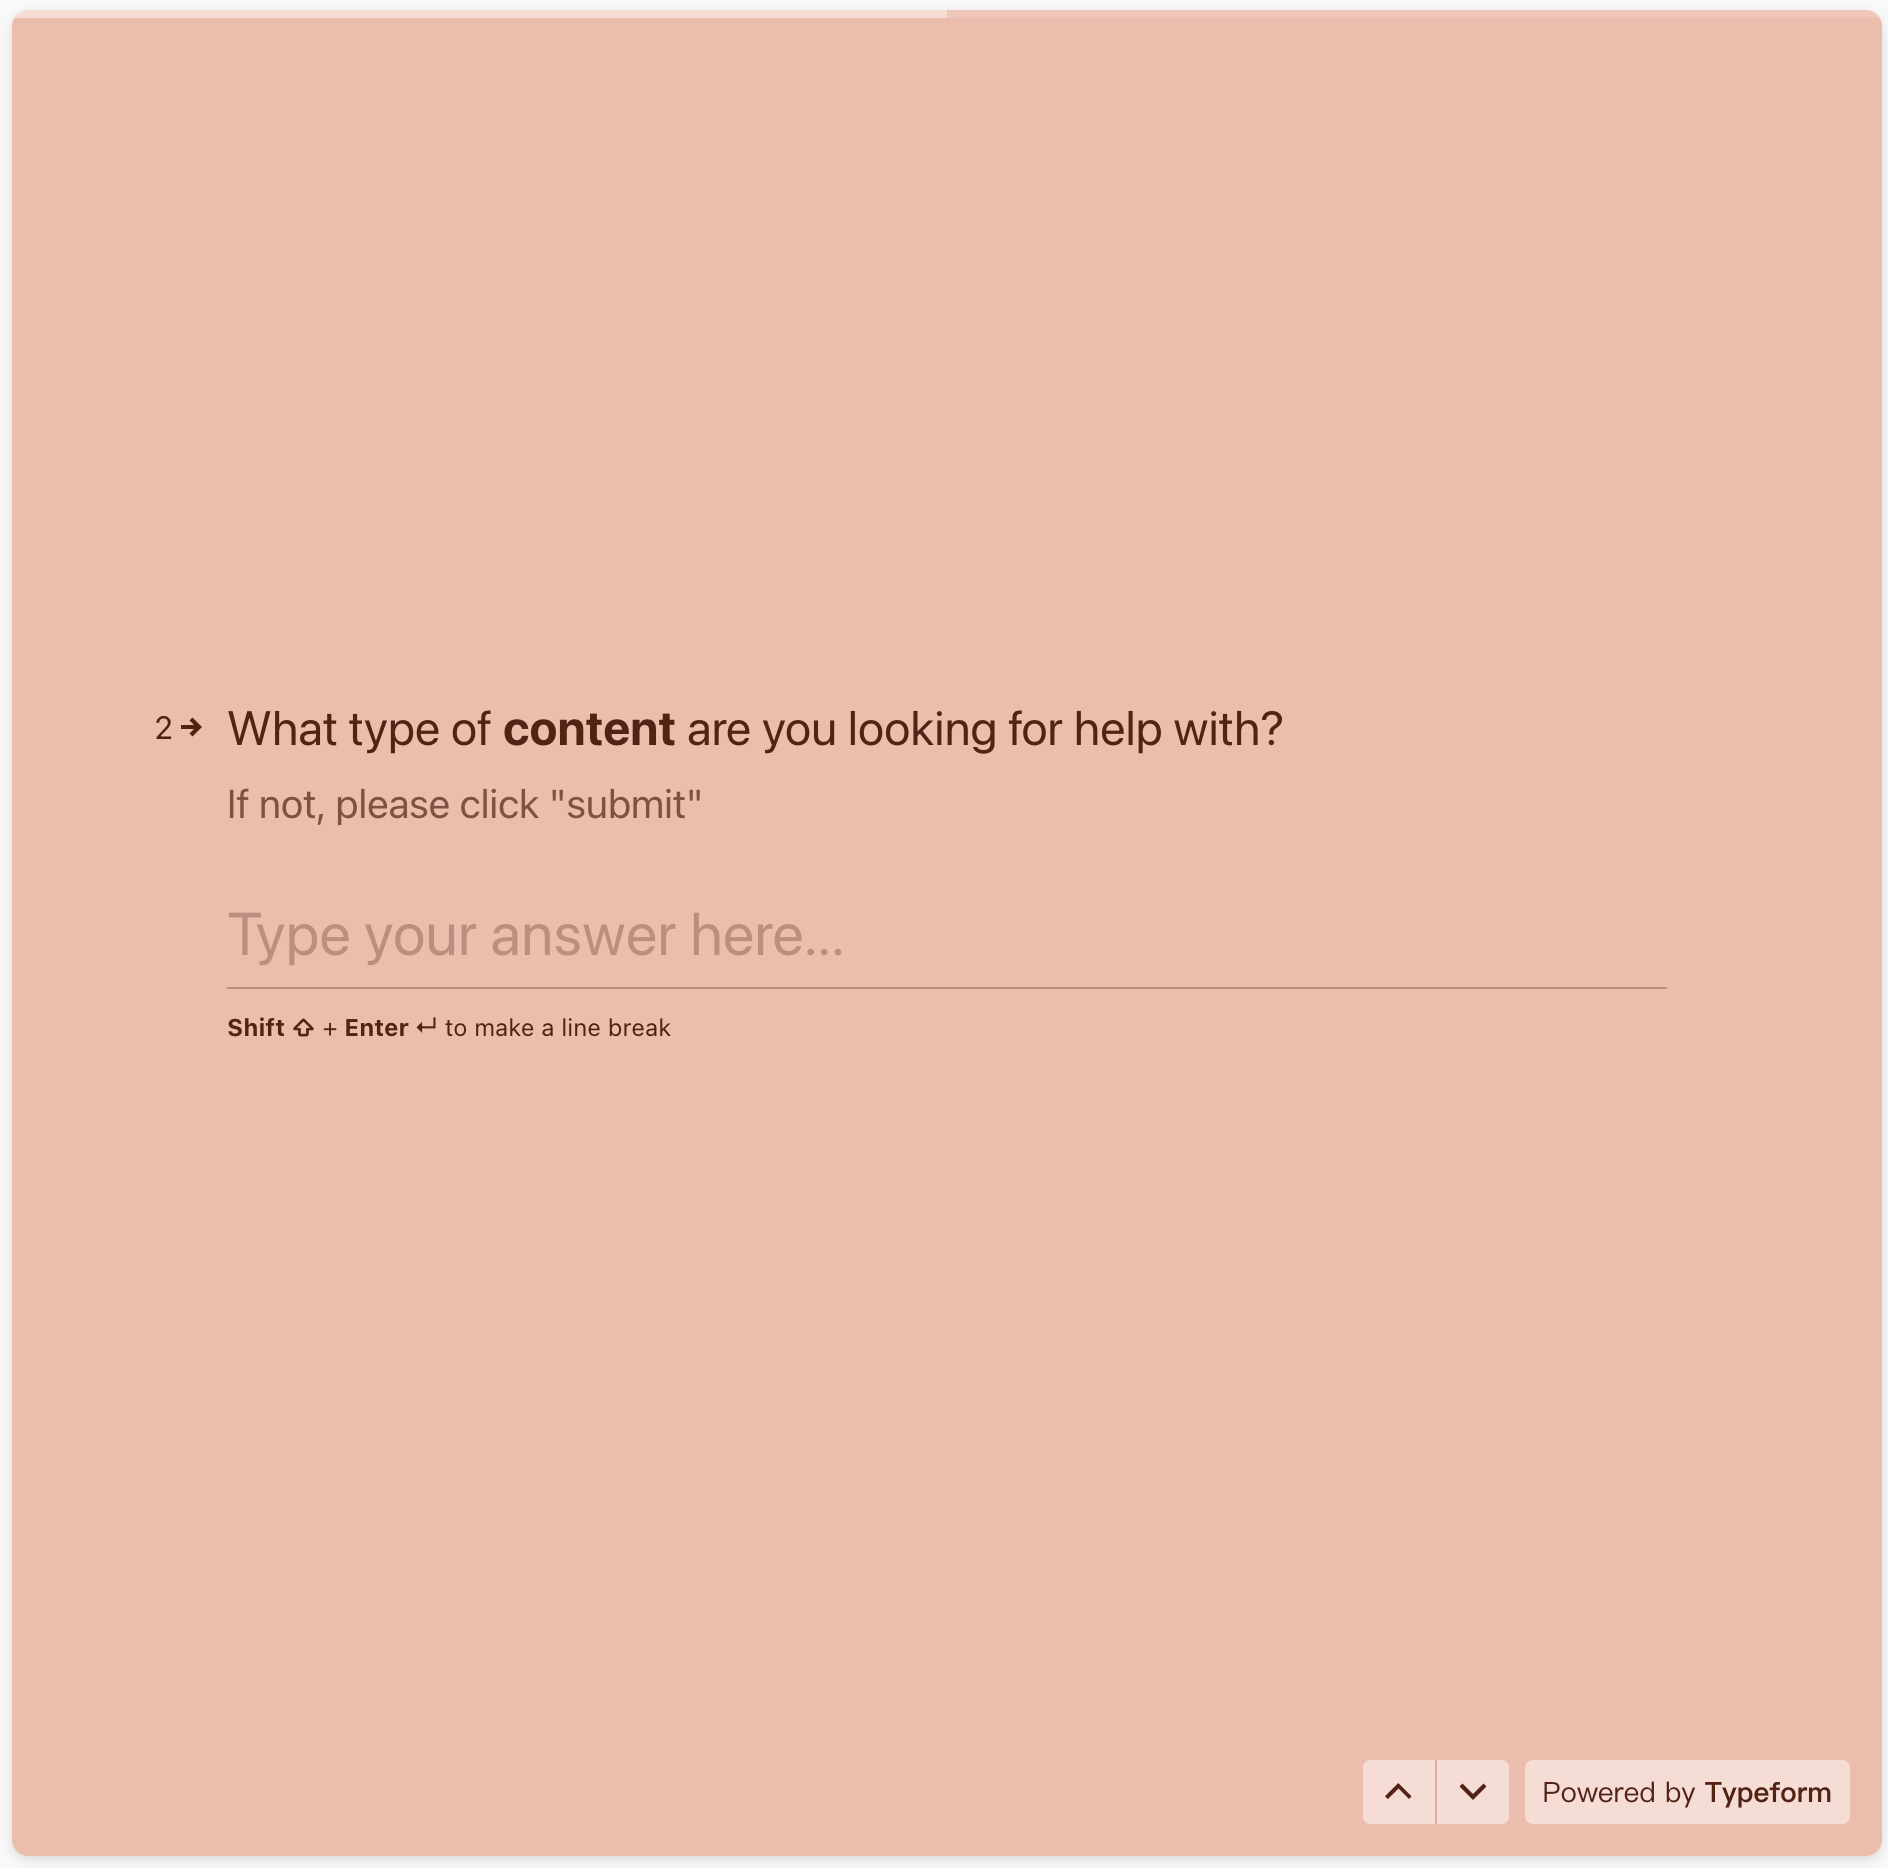 2 → What type of content are you looking for help with?
If not, please click "submit"
Type your answer here...
Shift ⇧ + Enter ↵ to make a line break
Powered by Typeform